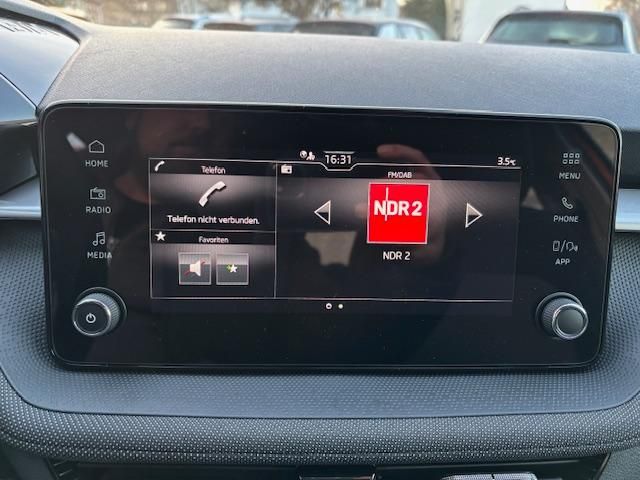 HOME
RADIO
MEDIA
16:31
3.5°C
Telefon
Telefon nicht verbunden.
Favoriten
FM/DAB
NDR 2
NDR 2
MENU
PHONE
APP